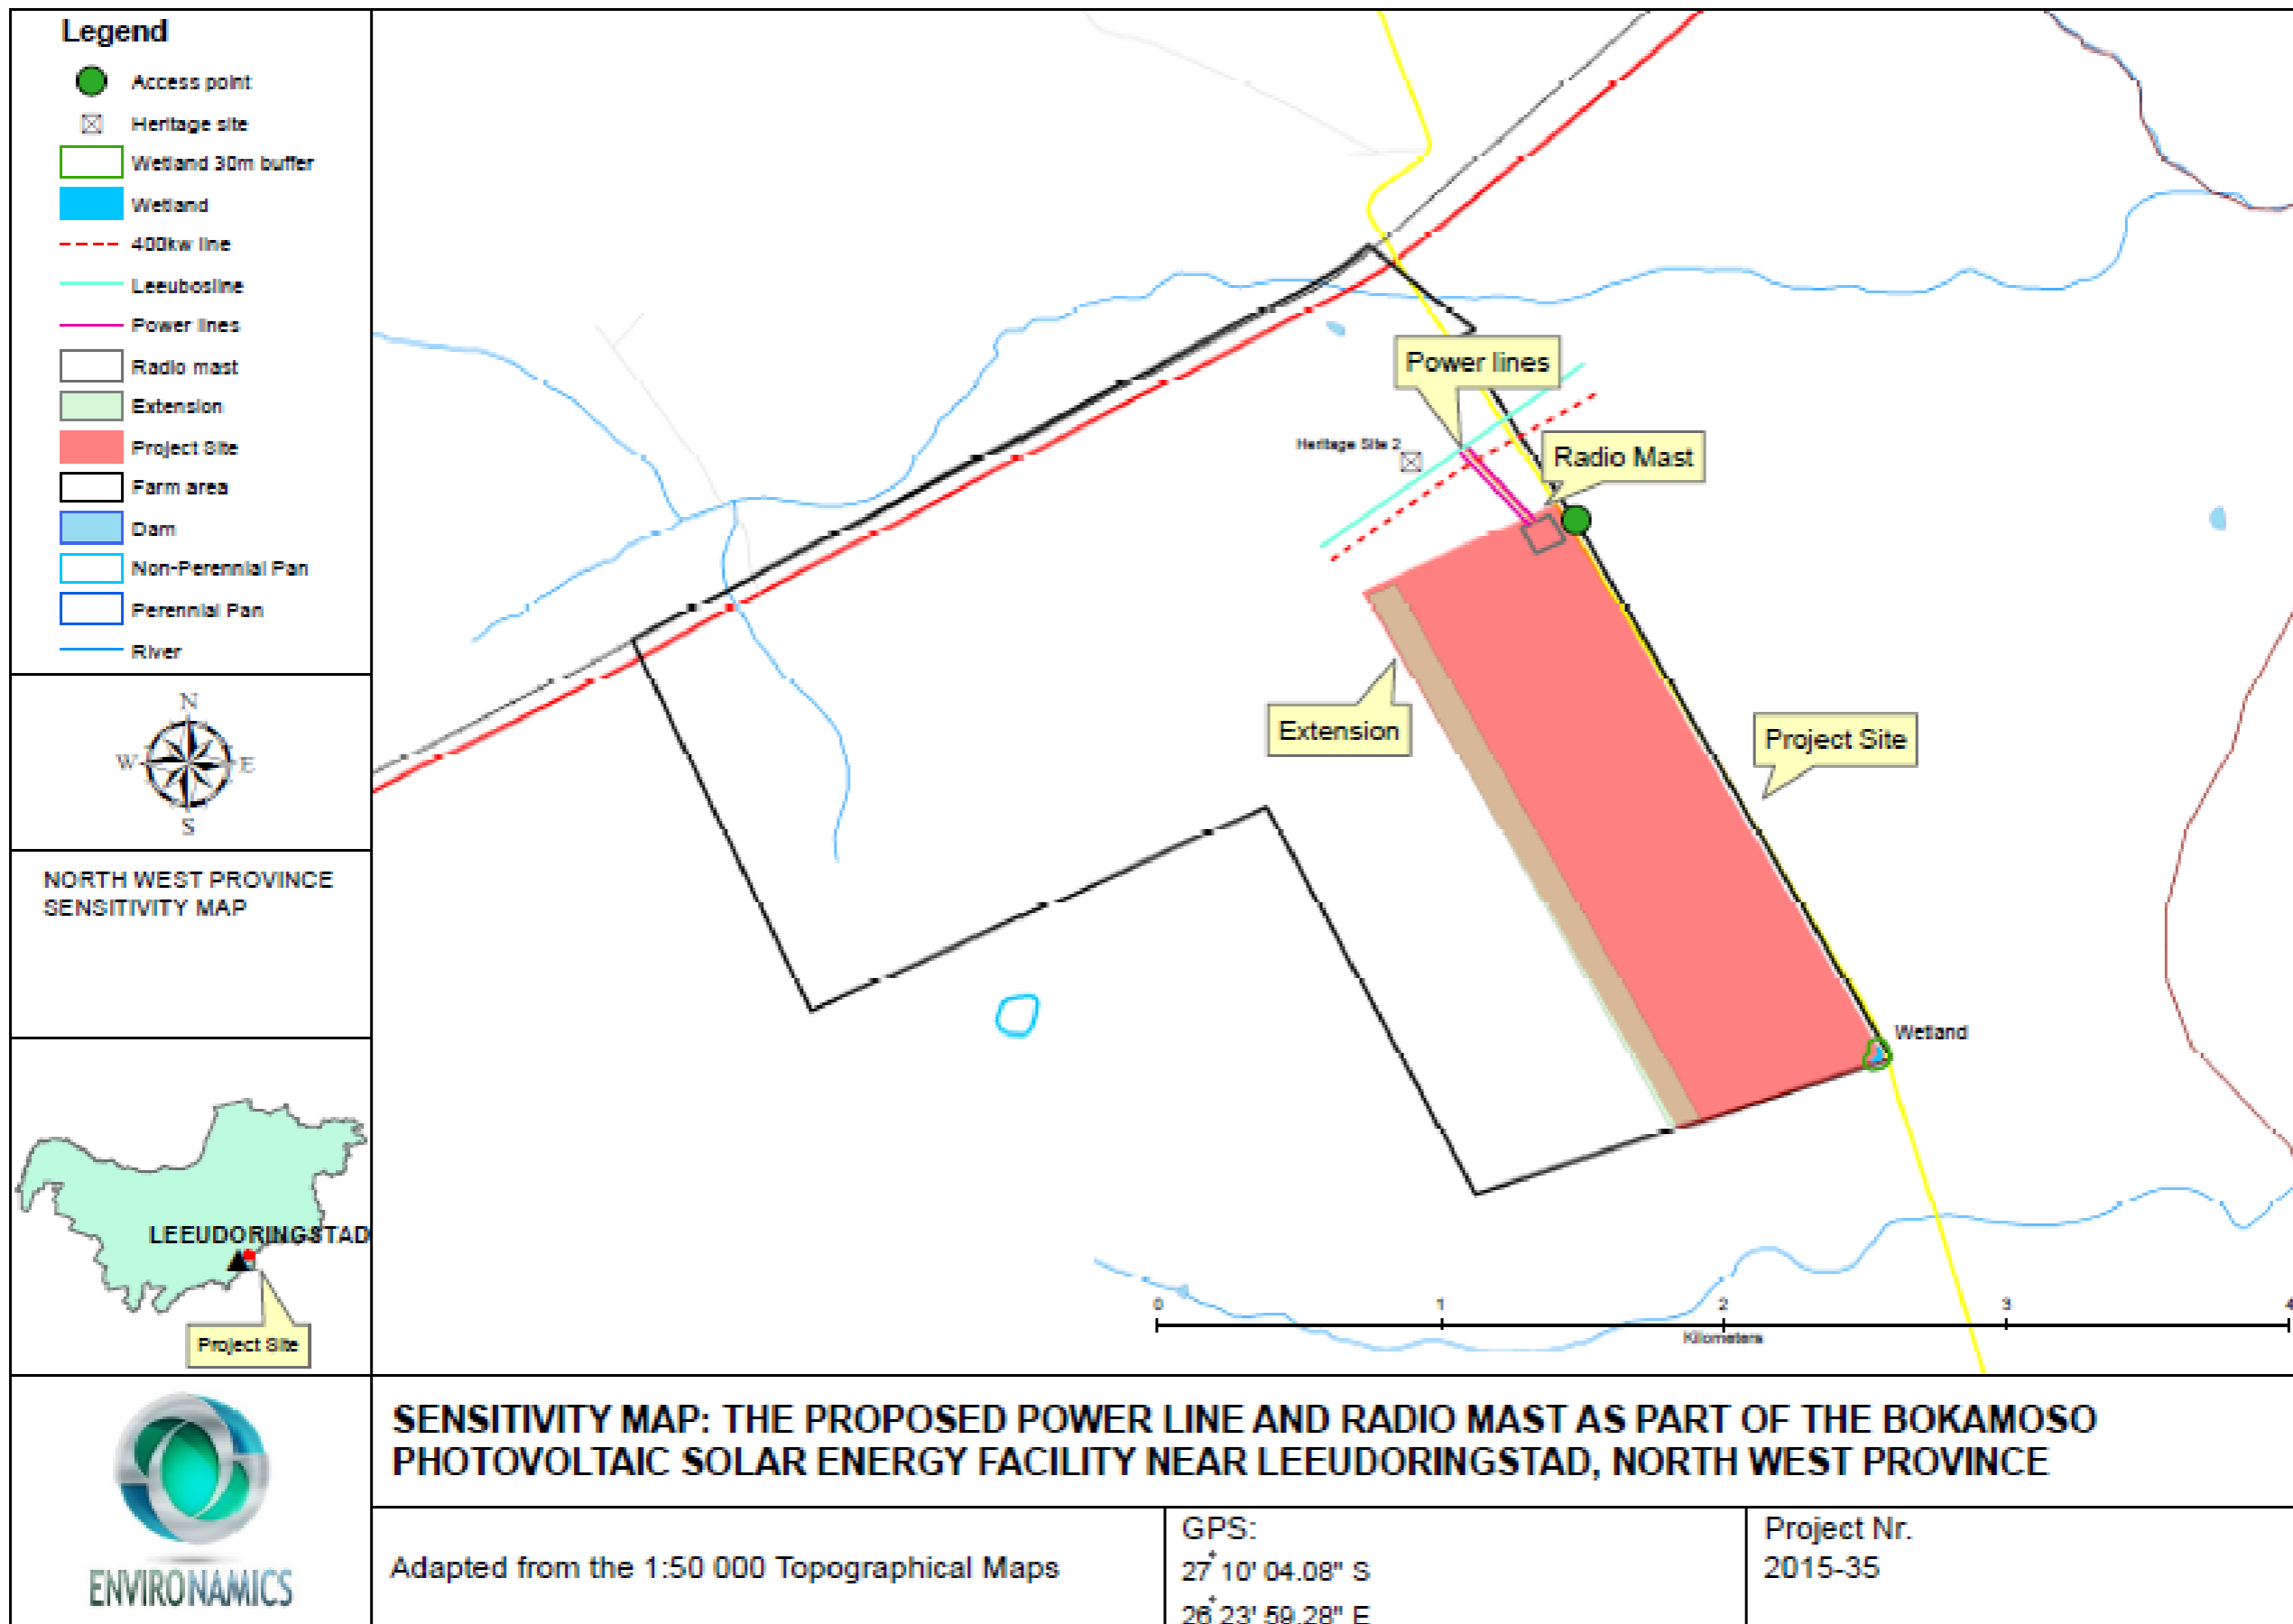 Legend
Access point
Heritage site
Wetland 30m buffer
Wetland
400kw line
Leeubosline
Power lines
Radio mast
Extension
Project Site
Farm area
Dam
Non-Perennial Pan
Perennial Pan
River
N
W
E
S
NORTH WEST PROVINCE
SENSITIVITY MAP
LEEUDORINGSTAD
Project Site
Power lines
Heritage Site 2
Radio Mast
Extension
Project Site
Wetland
0
1
2
3
4
Kilometers
ENVIRONAMICS
SENSITIVITY MAP: THE PROPOSED POWER LINE AND RADIO MAST AS PART OF THE BOKAMOSO
PHOTOVOLTAIC SOLAR ENERGY FACILITY NEAR LEEUDORINGSTAD, NORTH WEST PROVINCE
Adapted from the 1:50 000 Topographical Maps
GPS:
27° 10' 04.08" S
26° 23' 59.28" E
Project Nr.
2015-35